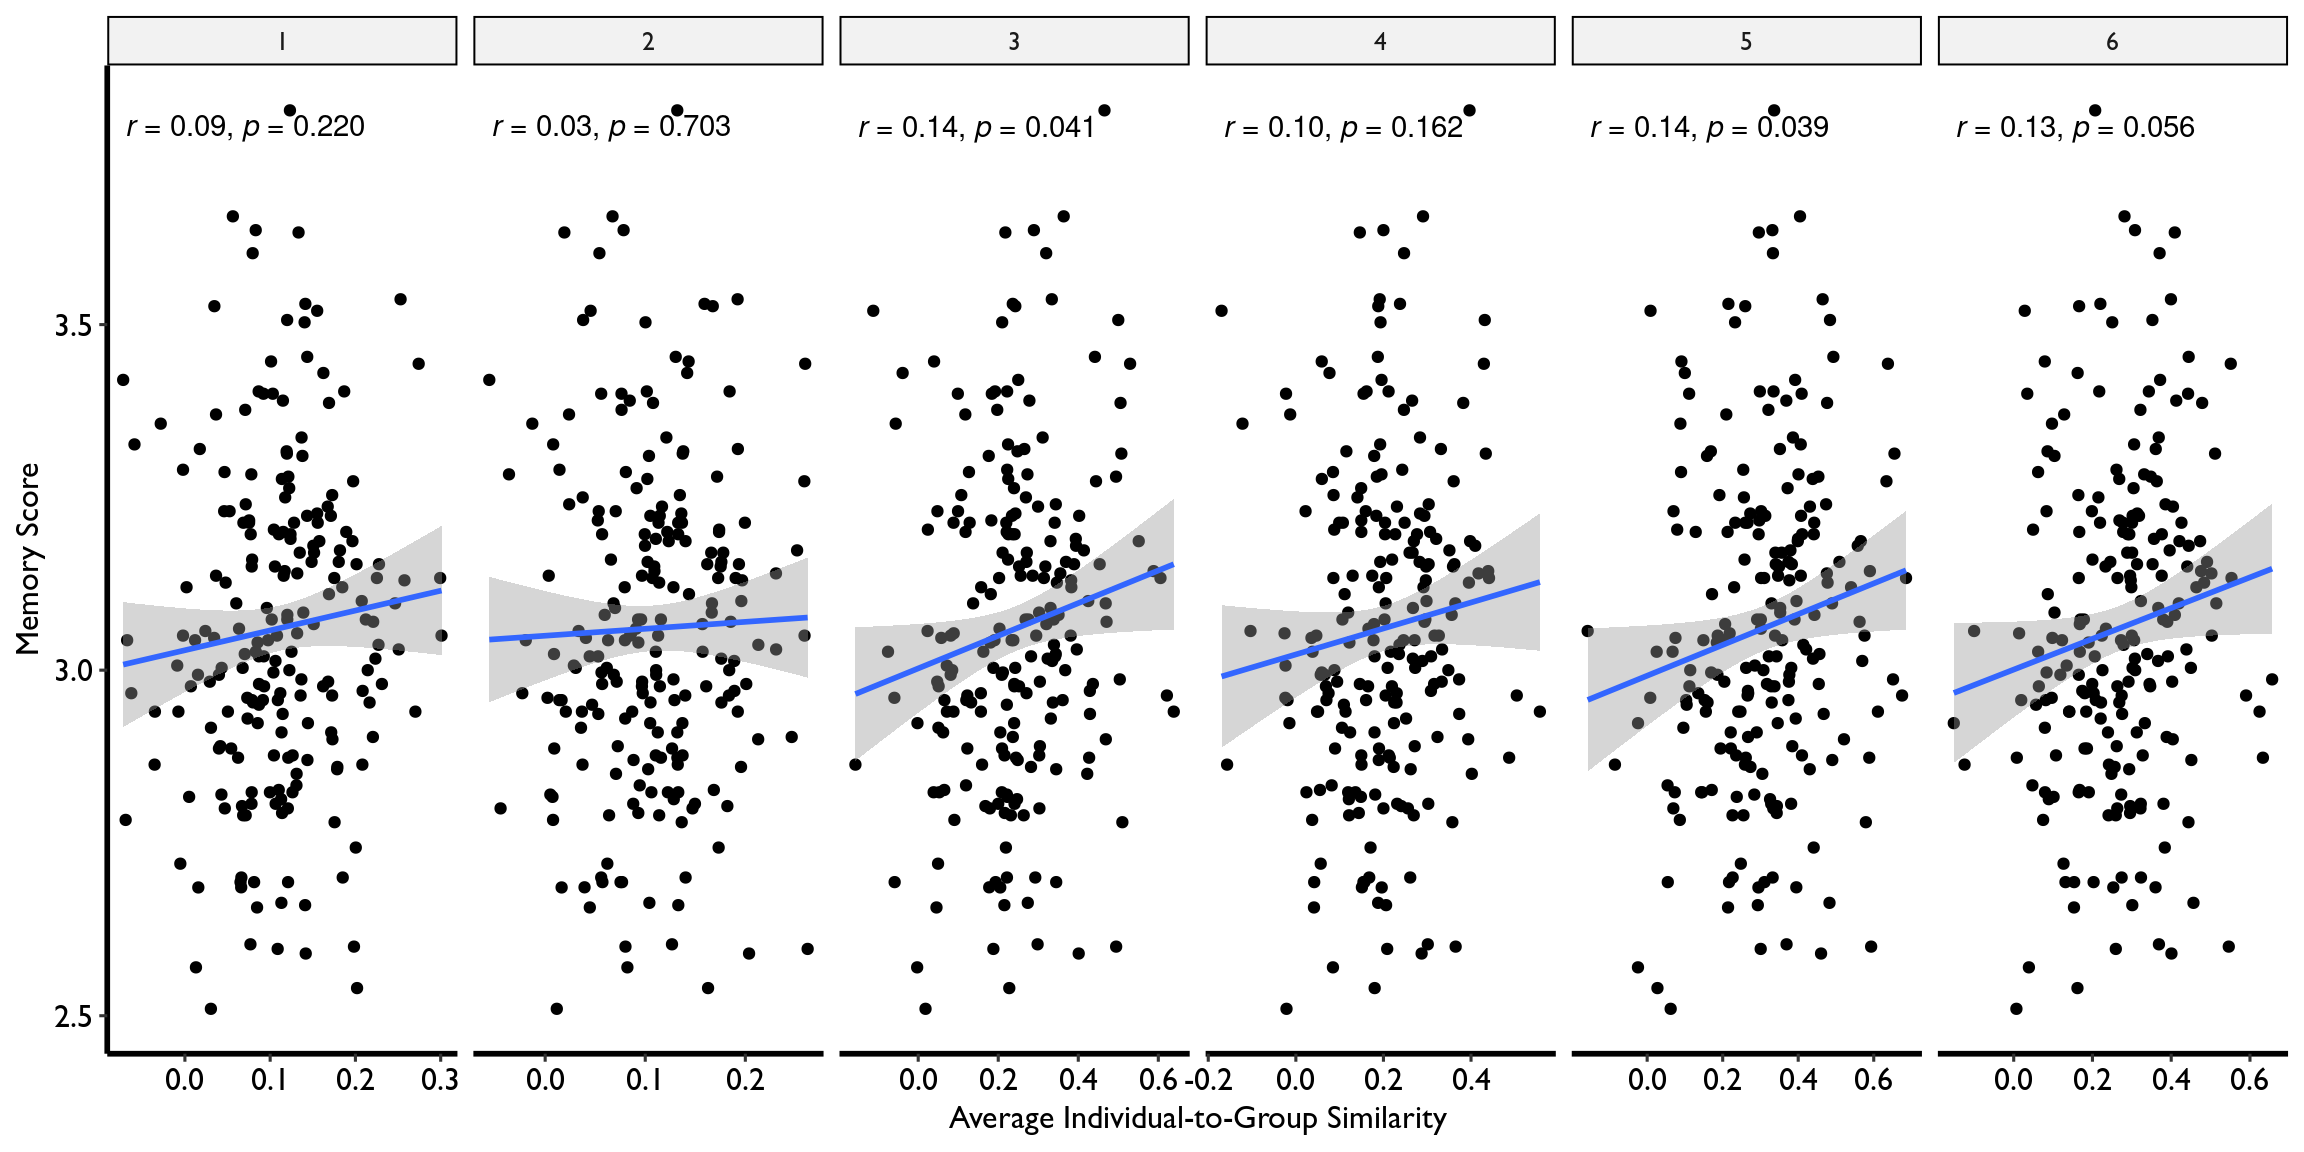 1 2 3 4 5 6
r = 0.09, p = 0.220 r = 0.03, p = 0.703 r = 0.14, p = 0.041 r = 0.10, p = 0.162 r = 0.14, p = 0.039 r = 0.13, p = 0.056
3.5
3.0
2.5
Memory Score
0.0 0.1 0.2 0.3 0.0 0.1 0.2 0.0 0.2 0.4 0.6 -0.2 0.0 0.2 0.4 0.0 0.2 0.4 0.6 0.0 0.2 0.4 0.6
Average Individual-to-Group Similarity